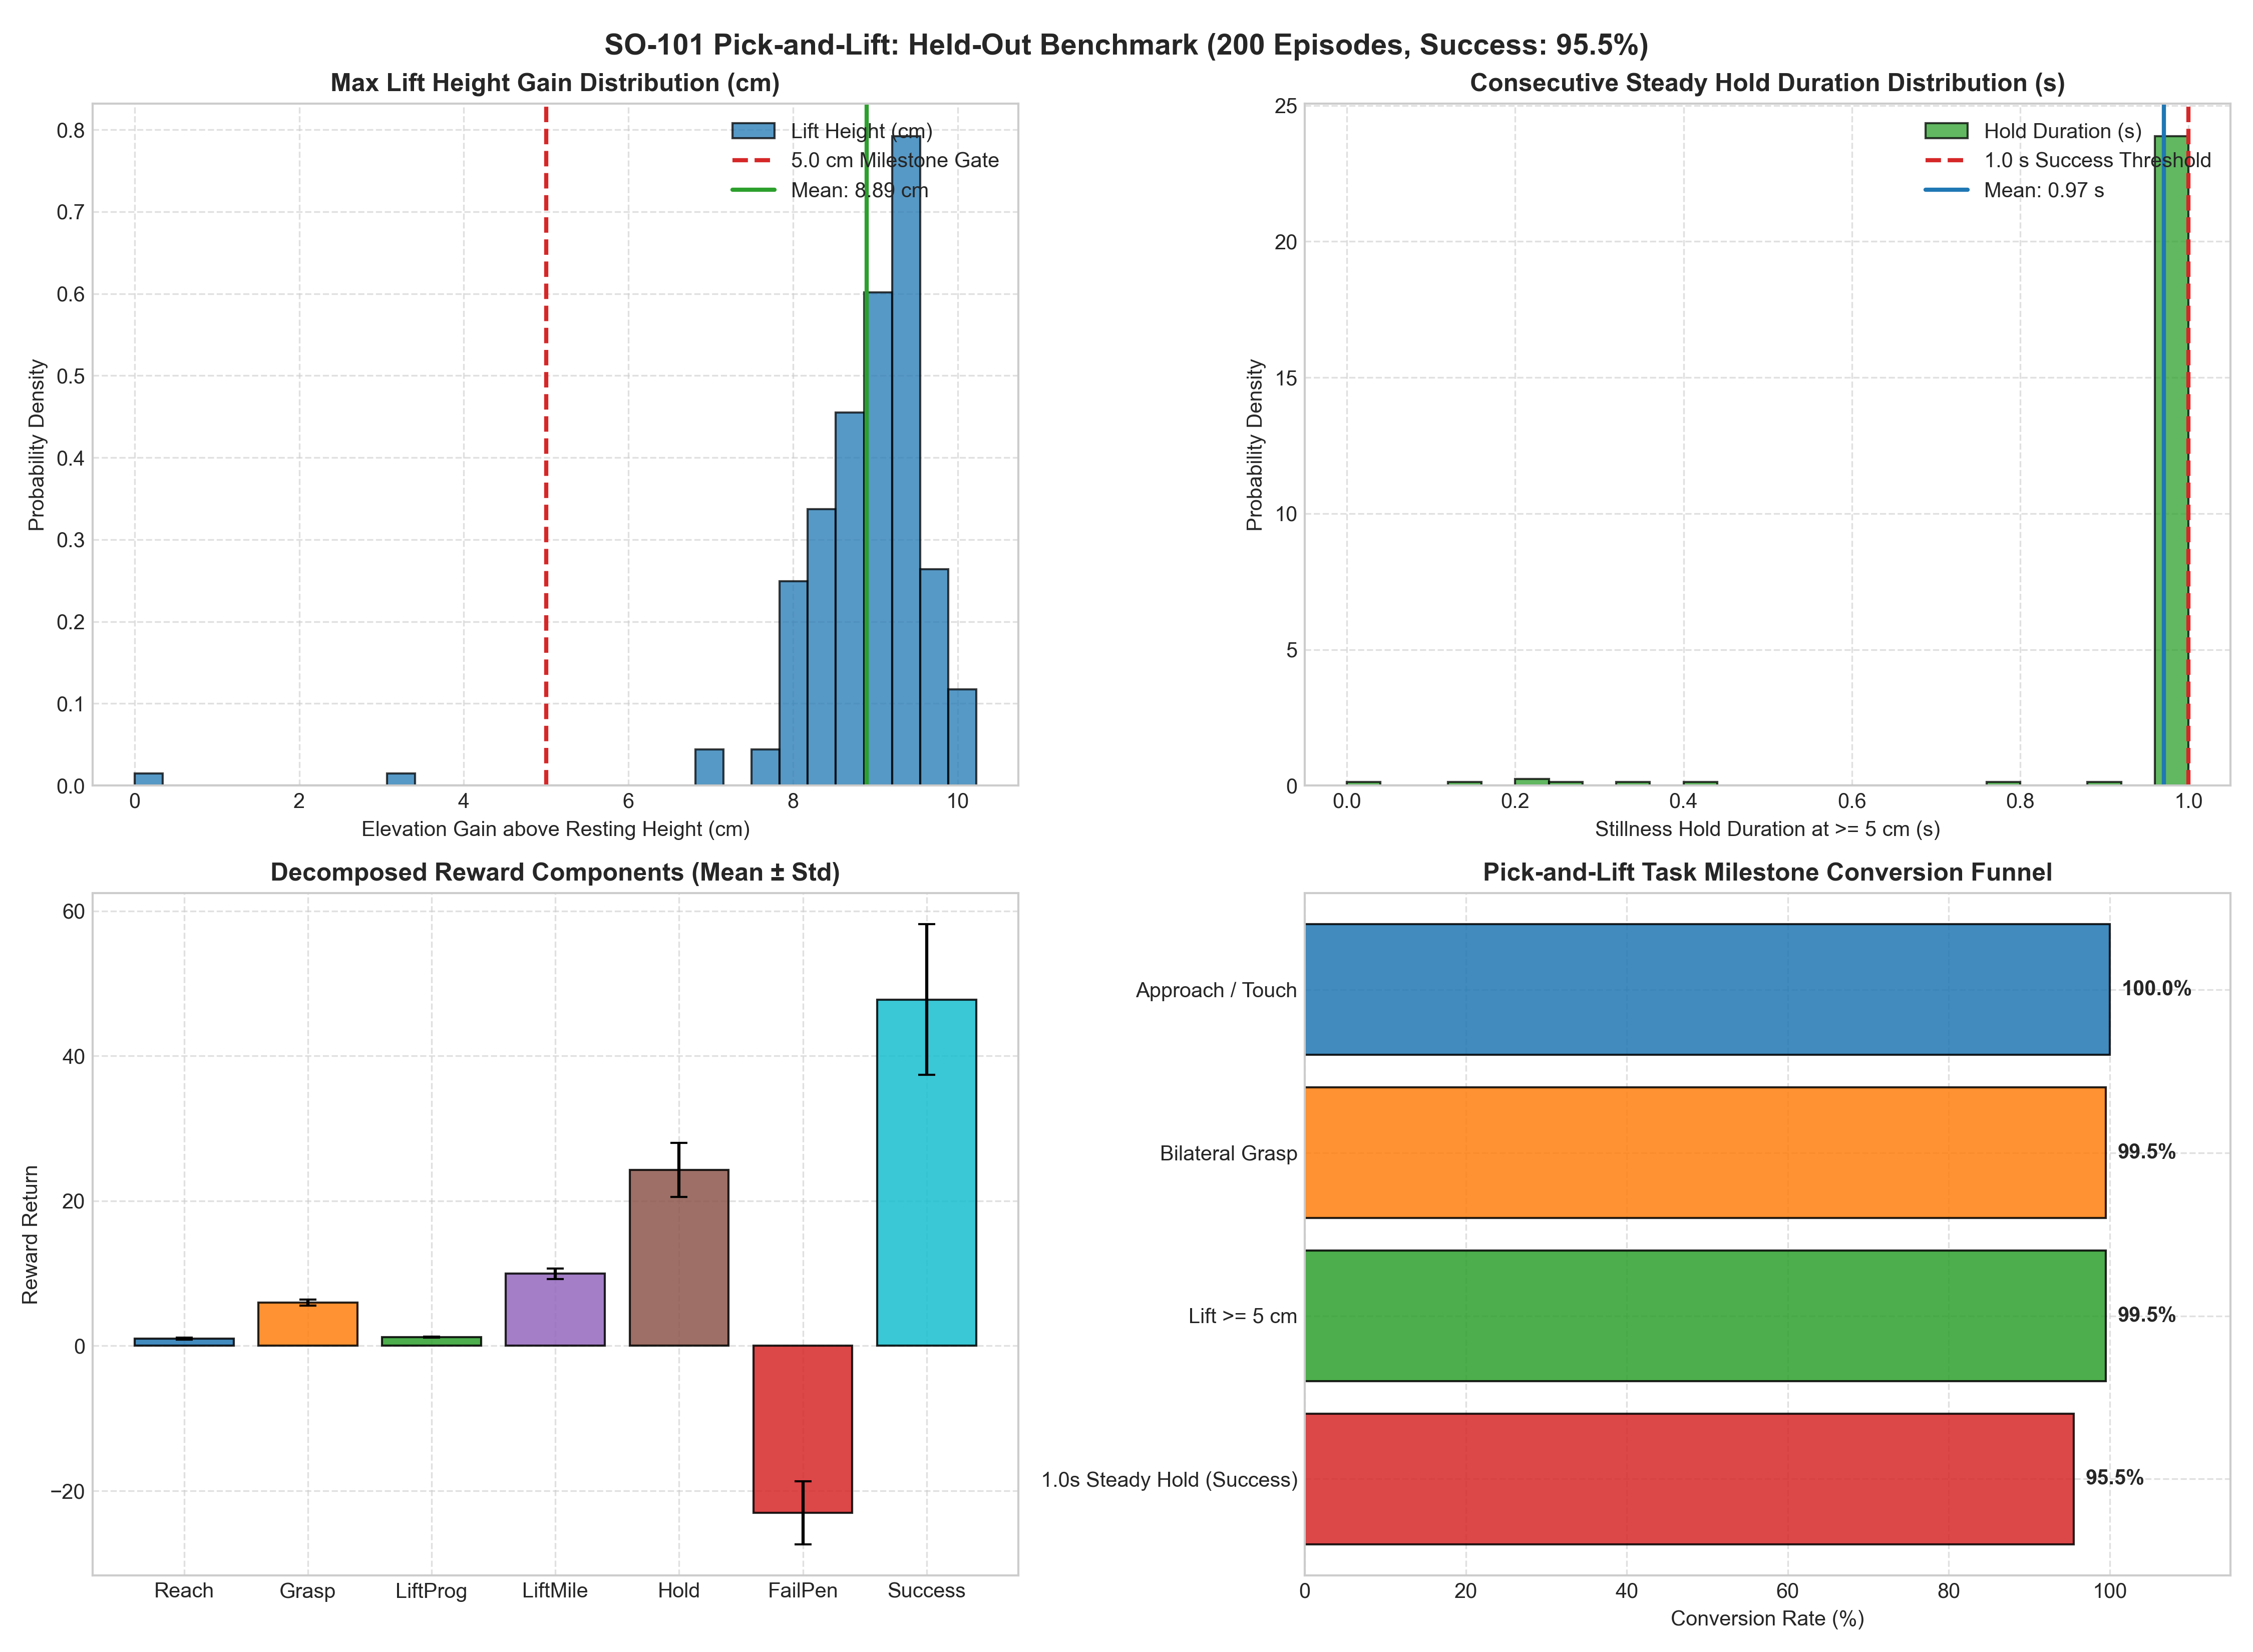 SO-101 Pick-and-Lift: Held-Out Benchmark (200 Episodes, Success: 95.5%)
Max Lift Height Gain Distribution (cm)
Lift Height (cm)
5.0 cm Milestone Gate
Mean: 8.89 cm
Probability Density
0.8
0.7
0.6
0.5
0.4
0.3
0.2
0.1
0.0
0 2 4 6 8 10
Elevation Gain above Resting Height (cm)
Consecutive Steady Hold Duration Distribution (s)
Hold Duration (s)
1.0 s Success Threshold
Mean: 0.97 s
Probability Density
25
20
15
10
5
0
0.0 0.2 0.4 0.6 0.8 1.0
Stillness Hold Duration at >= 5 cm (s)
Decomposed Reward Components (Mean ± Std)
Reward Return
60
40
20
0
−20
Reach Grasp LiftProg LiftMile Hold FailPen Success
Pick-and-Lift Task Milestone Conversion Funnel
Approach / Touch 100.0%
Bilateral Grasp 99.5%
Lift >= 5 cm 99.5%
1.0s Steady Hold (Success) 95.5%
0 20 40 60 80 100
Conversion Rate (%)